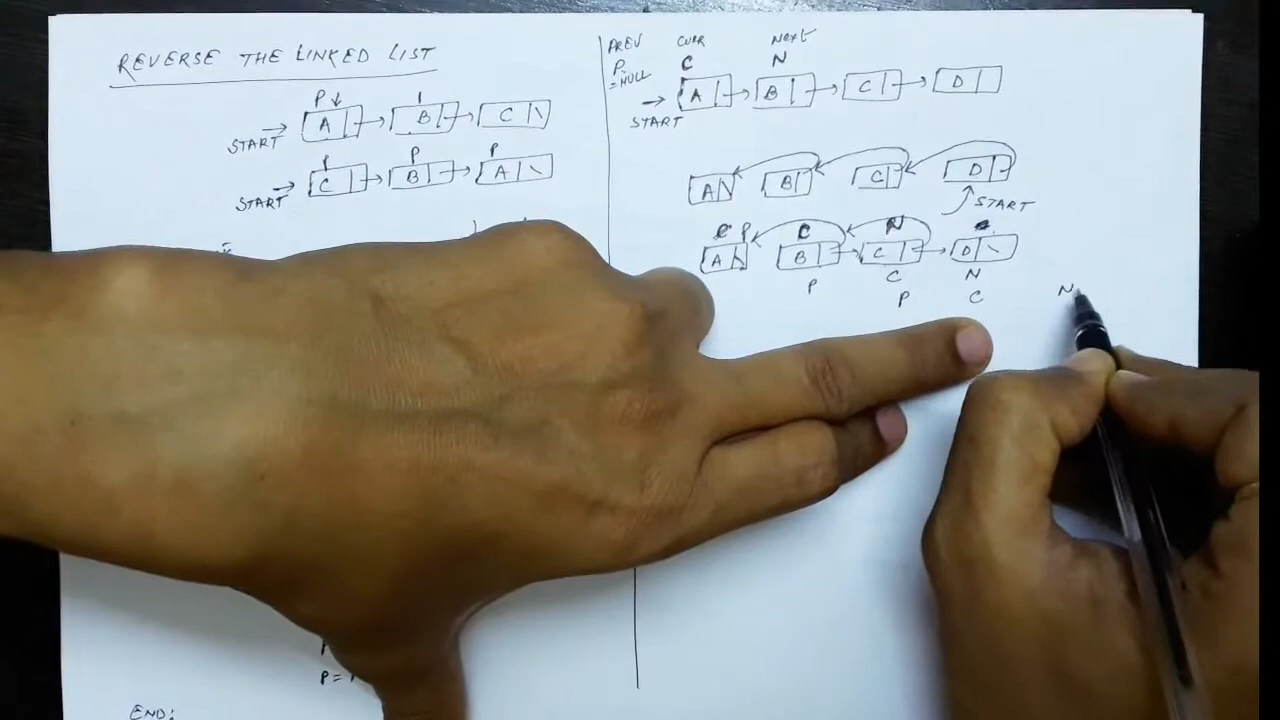 REVERSE THE LINKED LIST
P
A B C
START
P P P
C B A
START
P = 
END:
PREV CURR Next
P C N
=NULL
A B C D
START
A B C D
START
C P C N
A B C D
C N
P P C N